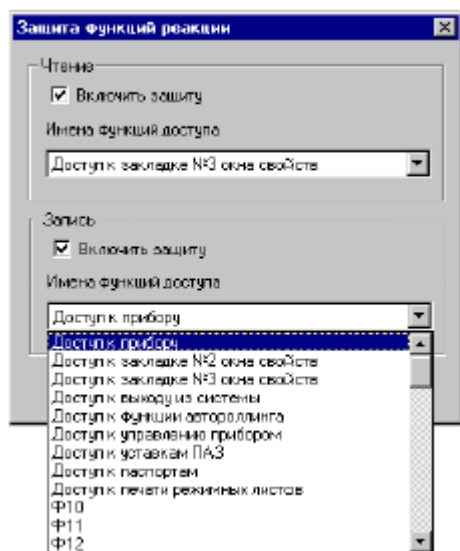 Защита функций реакции
Чтение
Включить защиту
Имена функций доступа
Доступ к закладке №3 окна свойств
Запись
Включить защиту
Имена функций доступа
Доступ к прибору
Доступ к прибору
Доступ к закладке №2 окна свойств
Доступ к закладке №3 окна свойств
Доступ к выходу из системы
Доступ к функции автороллинга
Доступ к управлению прибором
Доступ к уставкам ПАЗ
Доступ к паспортам
Доступ к печати режимных листов
Ф10
Ф11
Ф12